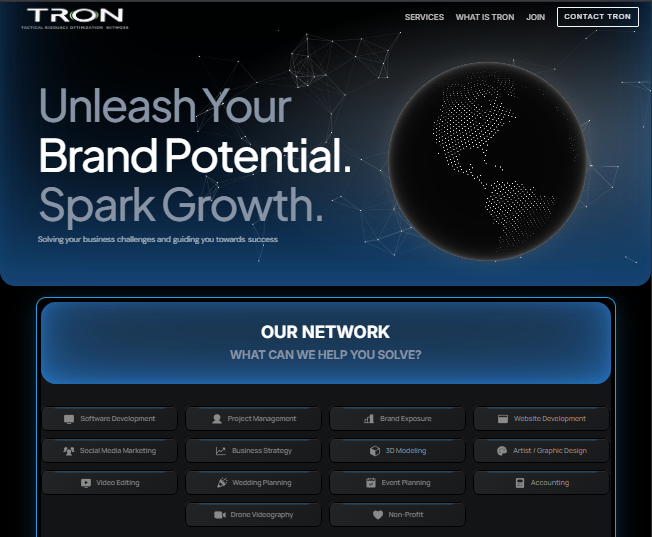 TRON
TACTICAL RESOURCE OPTIMIZATION NETWORK
SERVICES WHAT IS TRON JOIN CONTACT TRON
Unleash Your
Brand Potential.
Spark Growth.
Solving your business challenges and guiding you towards success
OUR NETWORK
WHAT CAN WE HELP YOU SOLVE?
Software Development Project Management Brand Exposure Website Development
Social Media Marketing Business Strategy 3D Modeling Artist / Graphic Design
Video Editing Wedding Planning Event Planning Accounting
Drone Videography Non-Profit